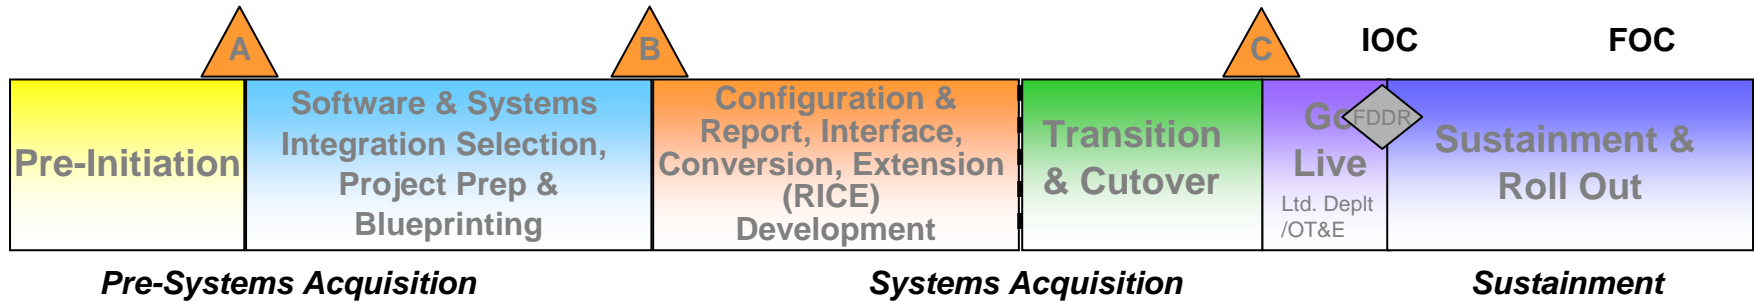 A
B
C
IOC
FOC
Pre-Initiation
Software & Systems
Integration Selection,
Project Prep &
Blueprinting
Configuration &
Report, Interface,
Conversion, Extension
(RICE)
Development
Transition
& Cutover
Go
Live
Ltd. Deplt
/OT&E
FDDR
Sustainment &
Roll Out
Pre-Systems Acquisition
Systems Acquisition
Sustainment